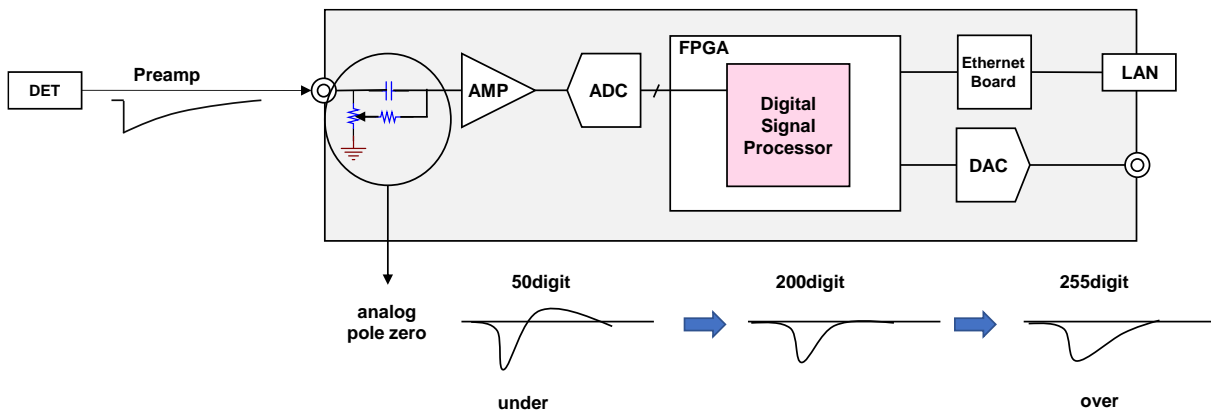 FPGA
Preamp
DET
AMP
ADC
Digital
Signal
Processor
Ethernet
Board
LAN
DAC
analog
pole zero
50digit
200digit
255digit
under
over